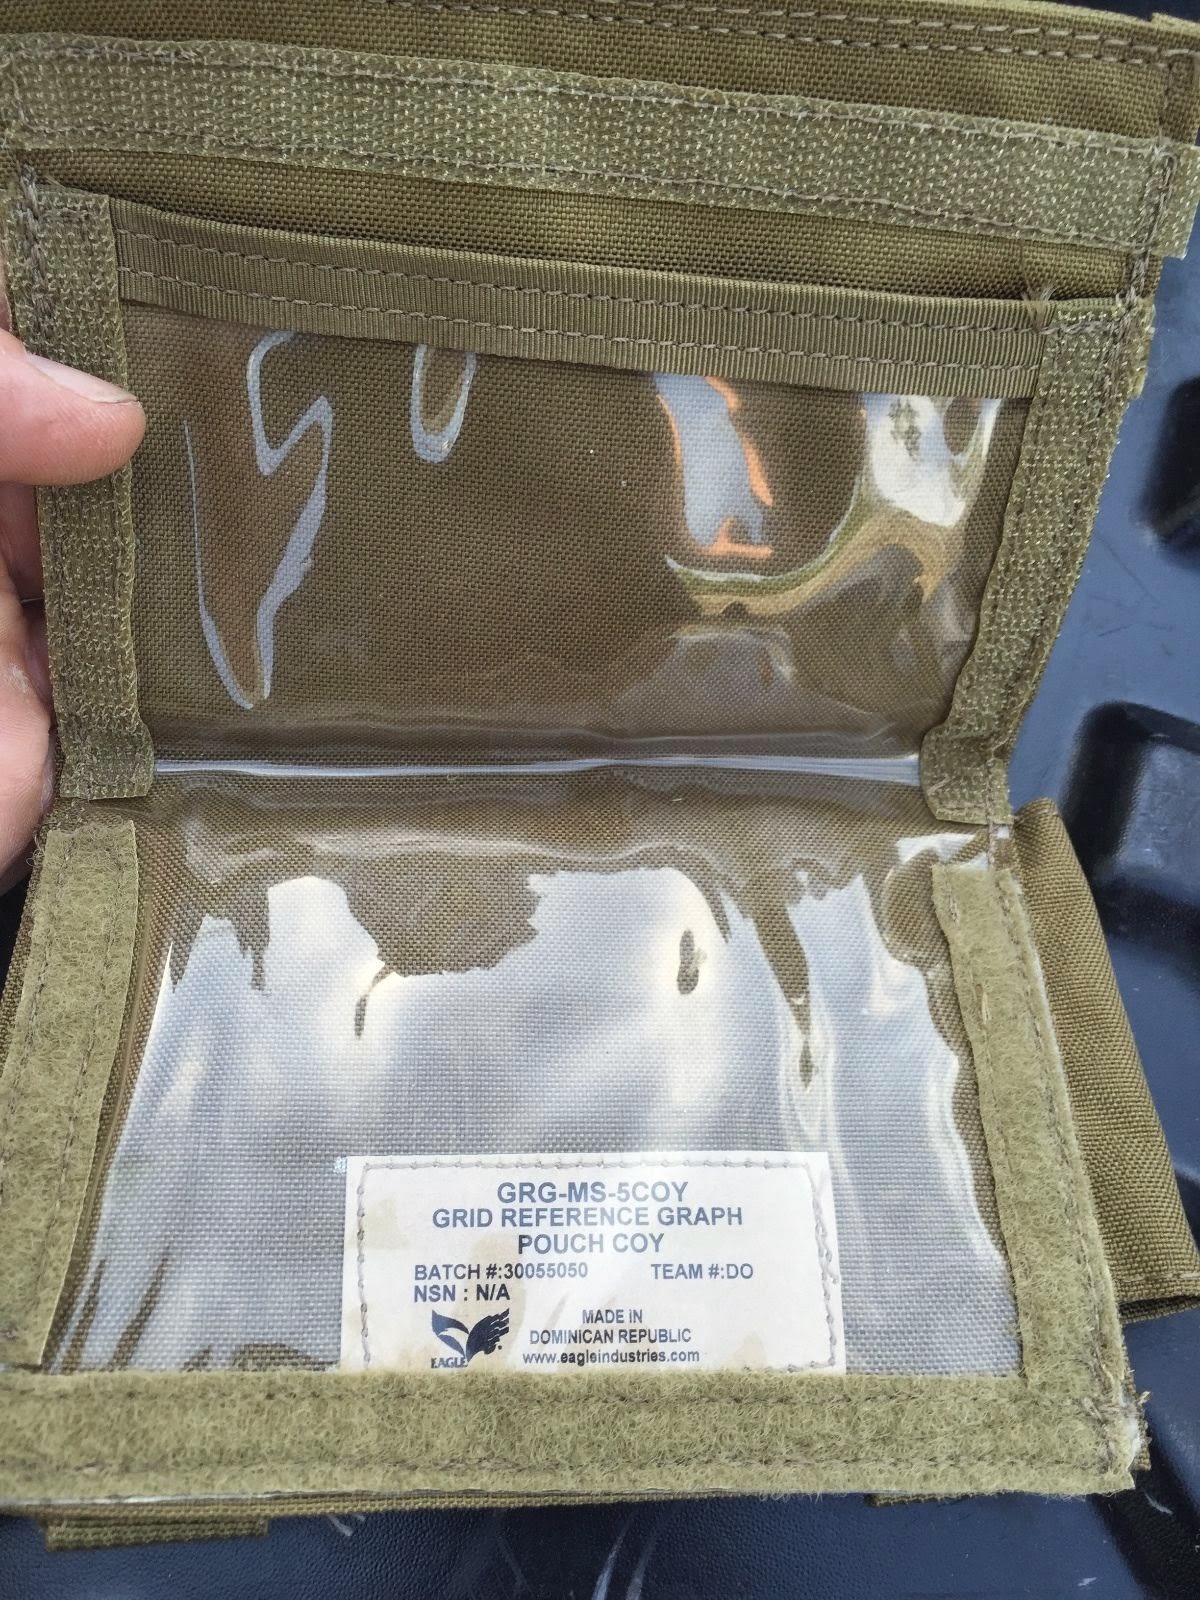 GRG-MS-5COY
GRID REFERENCE GRAPH
POUCH COY
BATCH #:30055050 TEAM #:DO
NSN : N/A
MADE IN
DOMINICAN REPUBLIC
www.eagleindustries.com
EAGLE